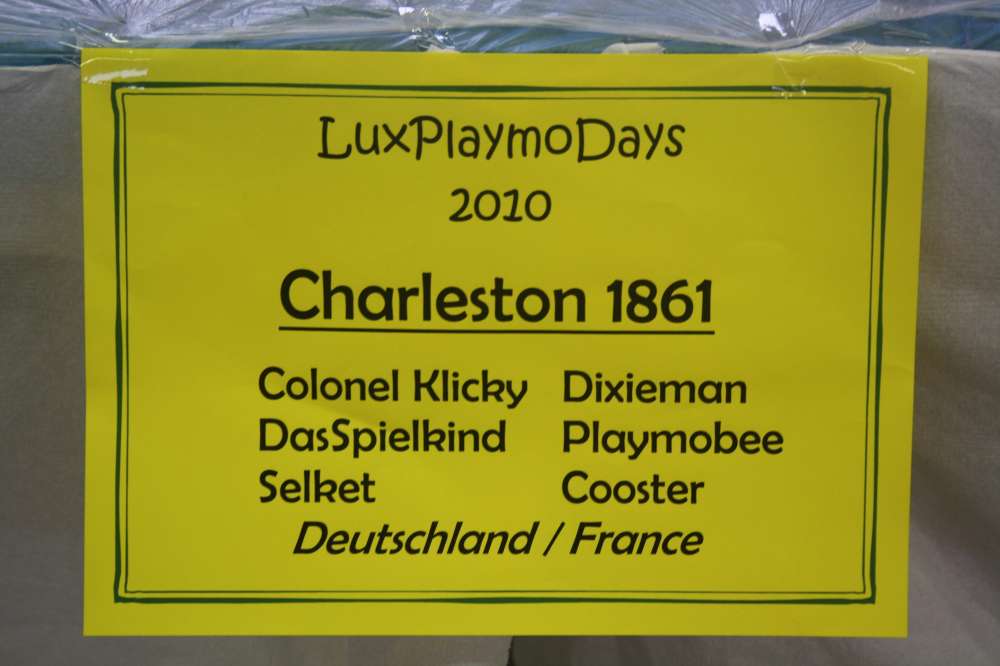 LuxPlaymoDays
2010
Charleston 1861
Colonel Klicky Dixieman
DasSpielkind Playmobee
Selket Cooster
Deutschland / France